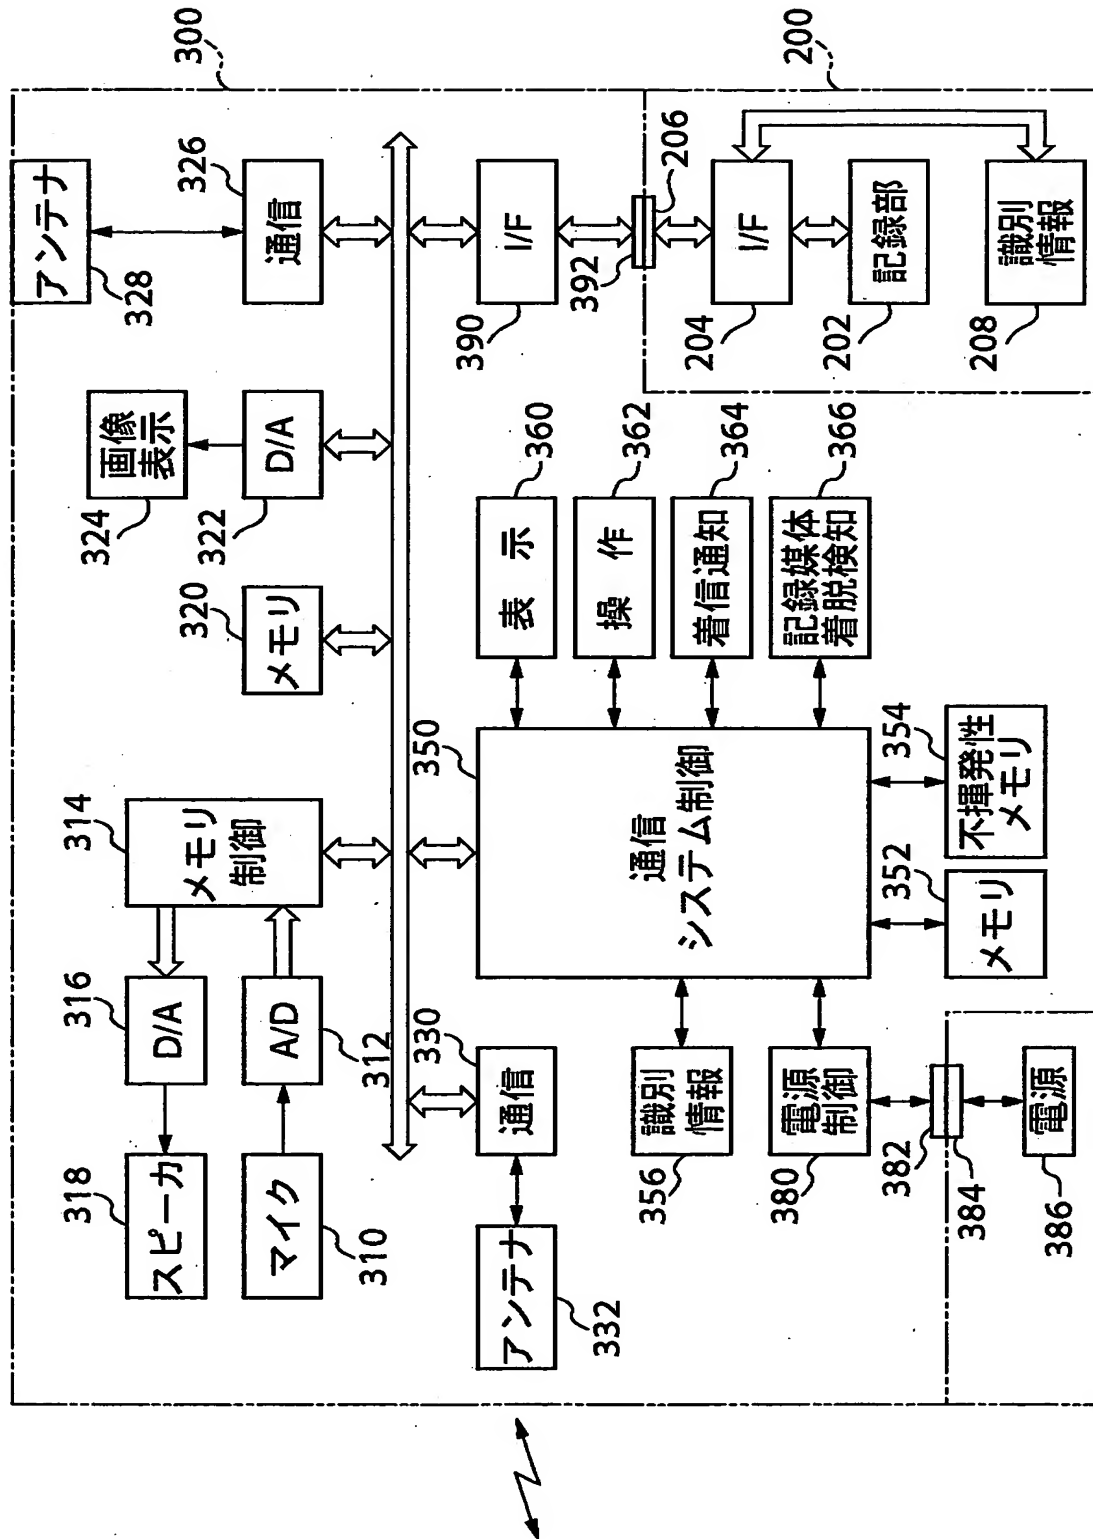 318
スピーカ
316
D/A
314
メモリ
制御
324
画像
表示
328
アンテナ
300
マイク
310
A/D
312
320
メモリ
322
D/A
326
通信
アンテナ
332
330
通信
350
通信
システム制御
表示
360
390
I/F
操作
362
392
206
識別
情報
356
着信通知
364
200
204
I/F
電源
制御
380
記録媒体
着脱検知
366
202
記録部
382
384
352
メモリ
354
不揮発性
メモリ
208
識別
情報
386
電源